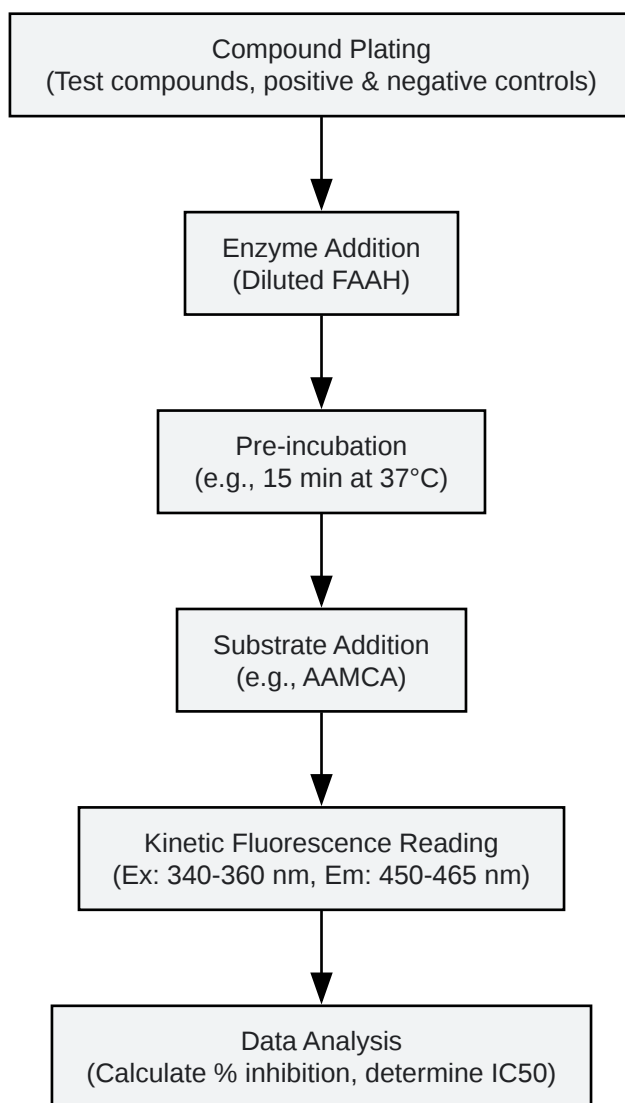 Compound Plating
(Test compounds, positive & negative controls)
Enzyme Addition
(Diluted FAAH)
Pre-incubation
(e.g., 15 min at 37°C)
Substrate Addition
(e.g., AAMCA)
Kinetic Fluorescence Reading
(Ex: 340-360 nm, Em: 450-465 nm)
Data Analysis
(Calculate % inhibition, determine IC50)